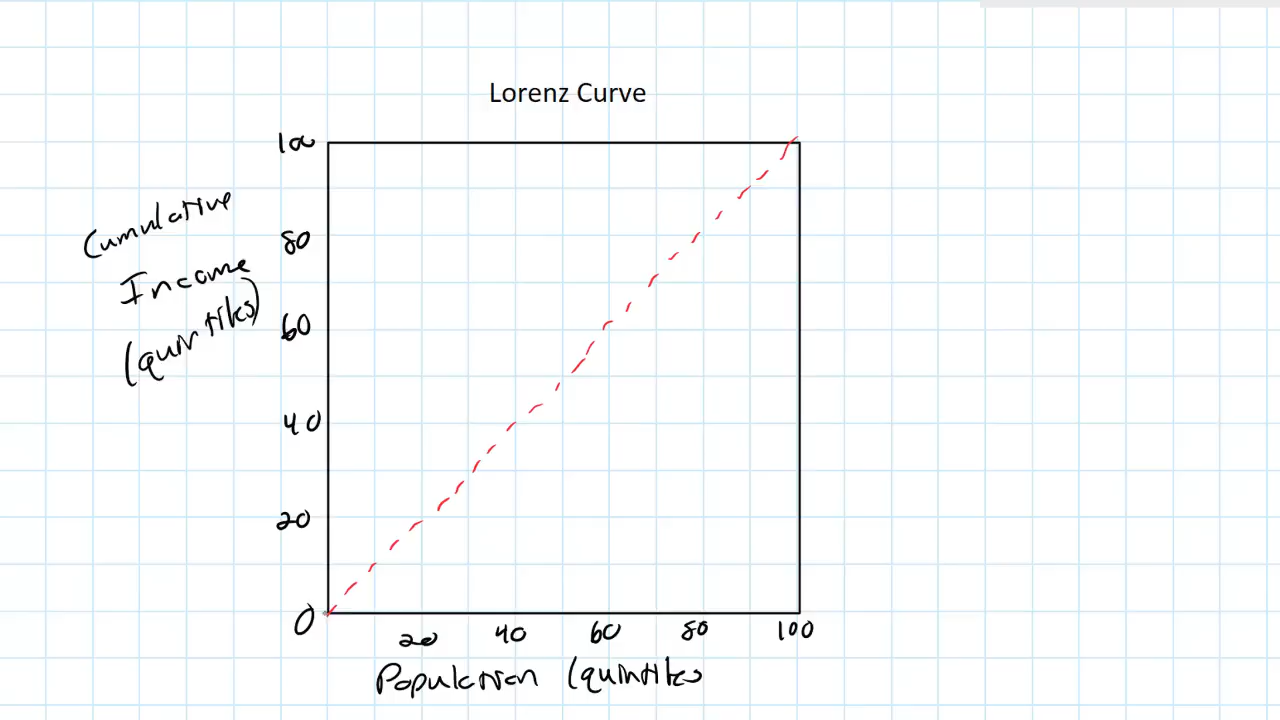 Lorenz Curve
100
Cumulative
80
Income
(quintiles)
60
40
20
0
20 40 60 80 100
Population (quintiles